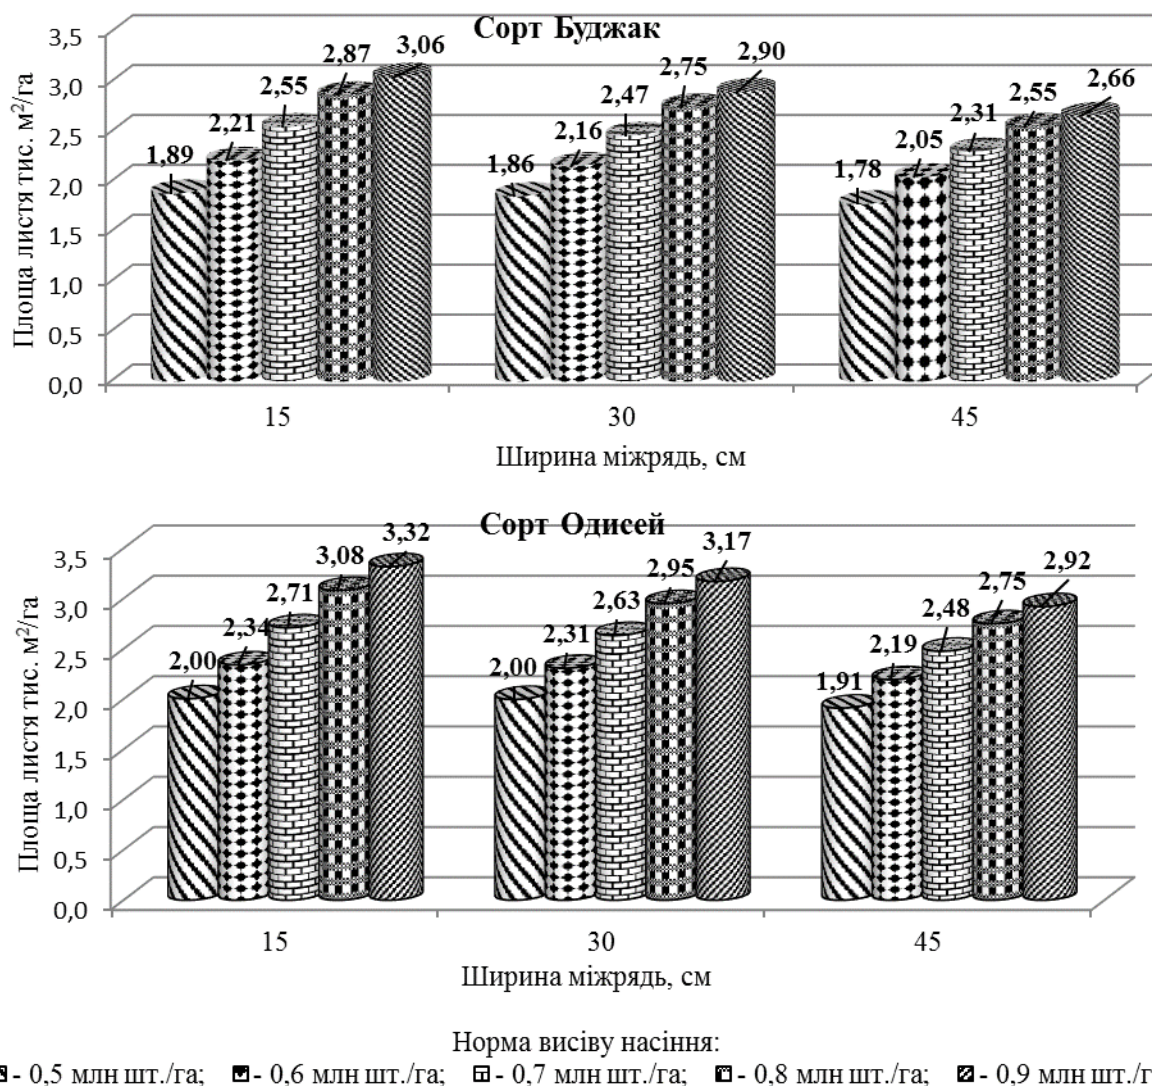 Сорт Буджак
Площа листя тис. м²/га
3,5
3,0
2,5
2,0
1,5
1,0
0,5
0,0
1,89 2,21 2,55 2,87 3,06
1,86 2,16 2,47 2,75 2,90
1,78 2,05 2,31 2,55 2,66
15 30 45
Ширина міжрядь, см
Сорт Одисей
Площа листя тис. м²/га
3,5
3,0
2,5
2,0
1,5
1,0
0,5
0,0
2,00 2,34 2,71 3,08 3,32
2,00 2,31 2,63 2,95 3,17
1,91 2,19 2,48 2,75 2,92
15 30 45
Ширина міжрядь, см
Норма висіву насіння:
- 0,5 млн шт./га; - 0,6 млн шт./га; - 0,7 млн шт./га; - 0,8 млн шт./га; - 0,9 млн шт./г